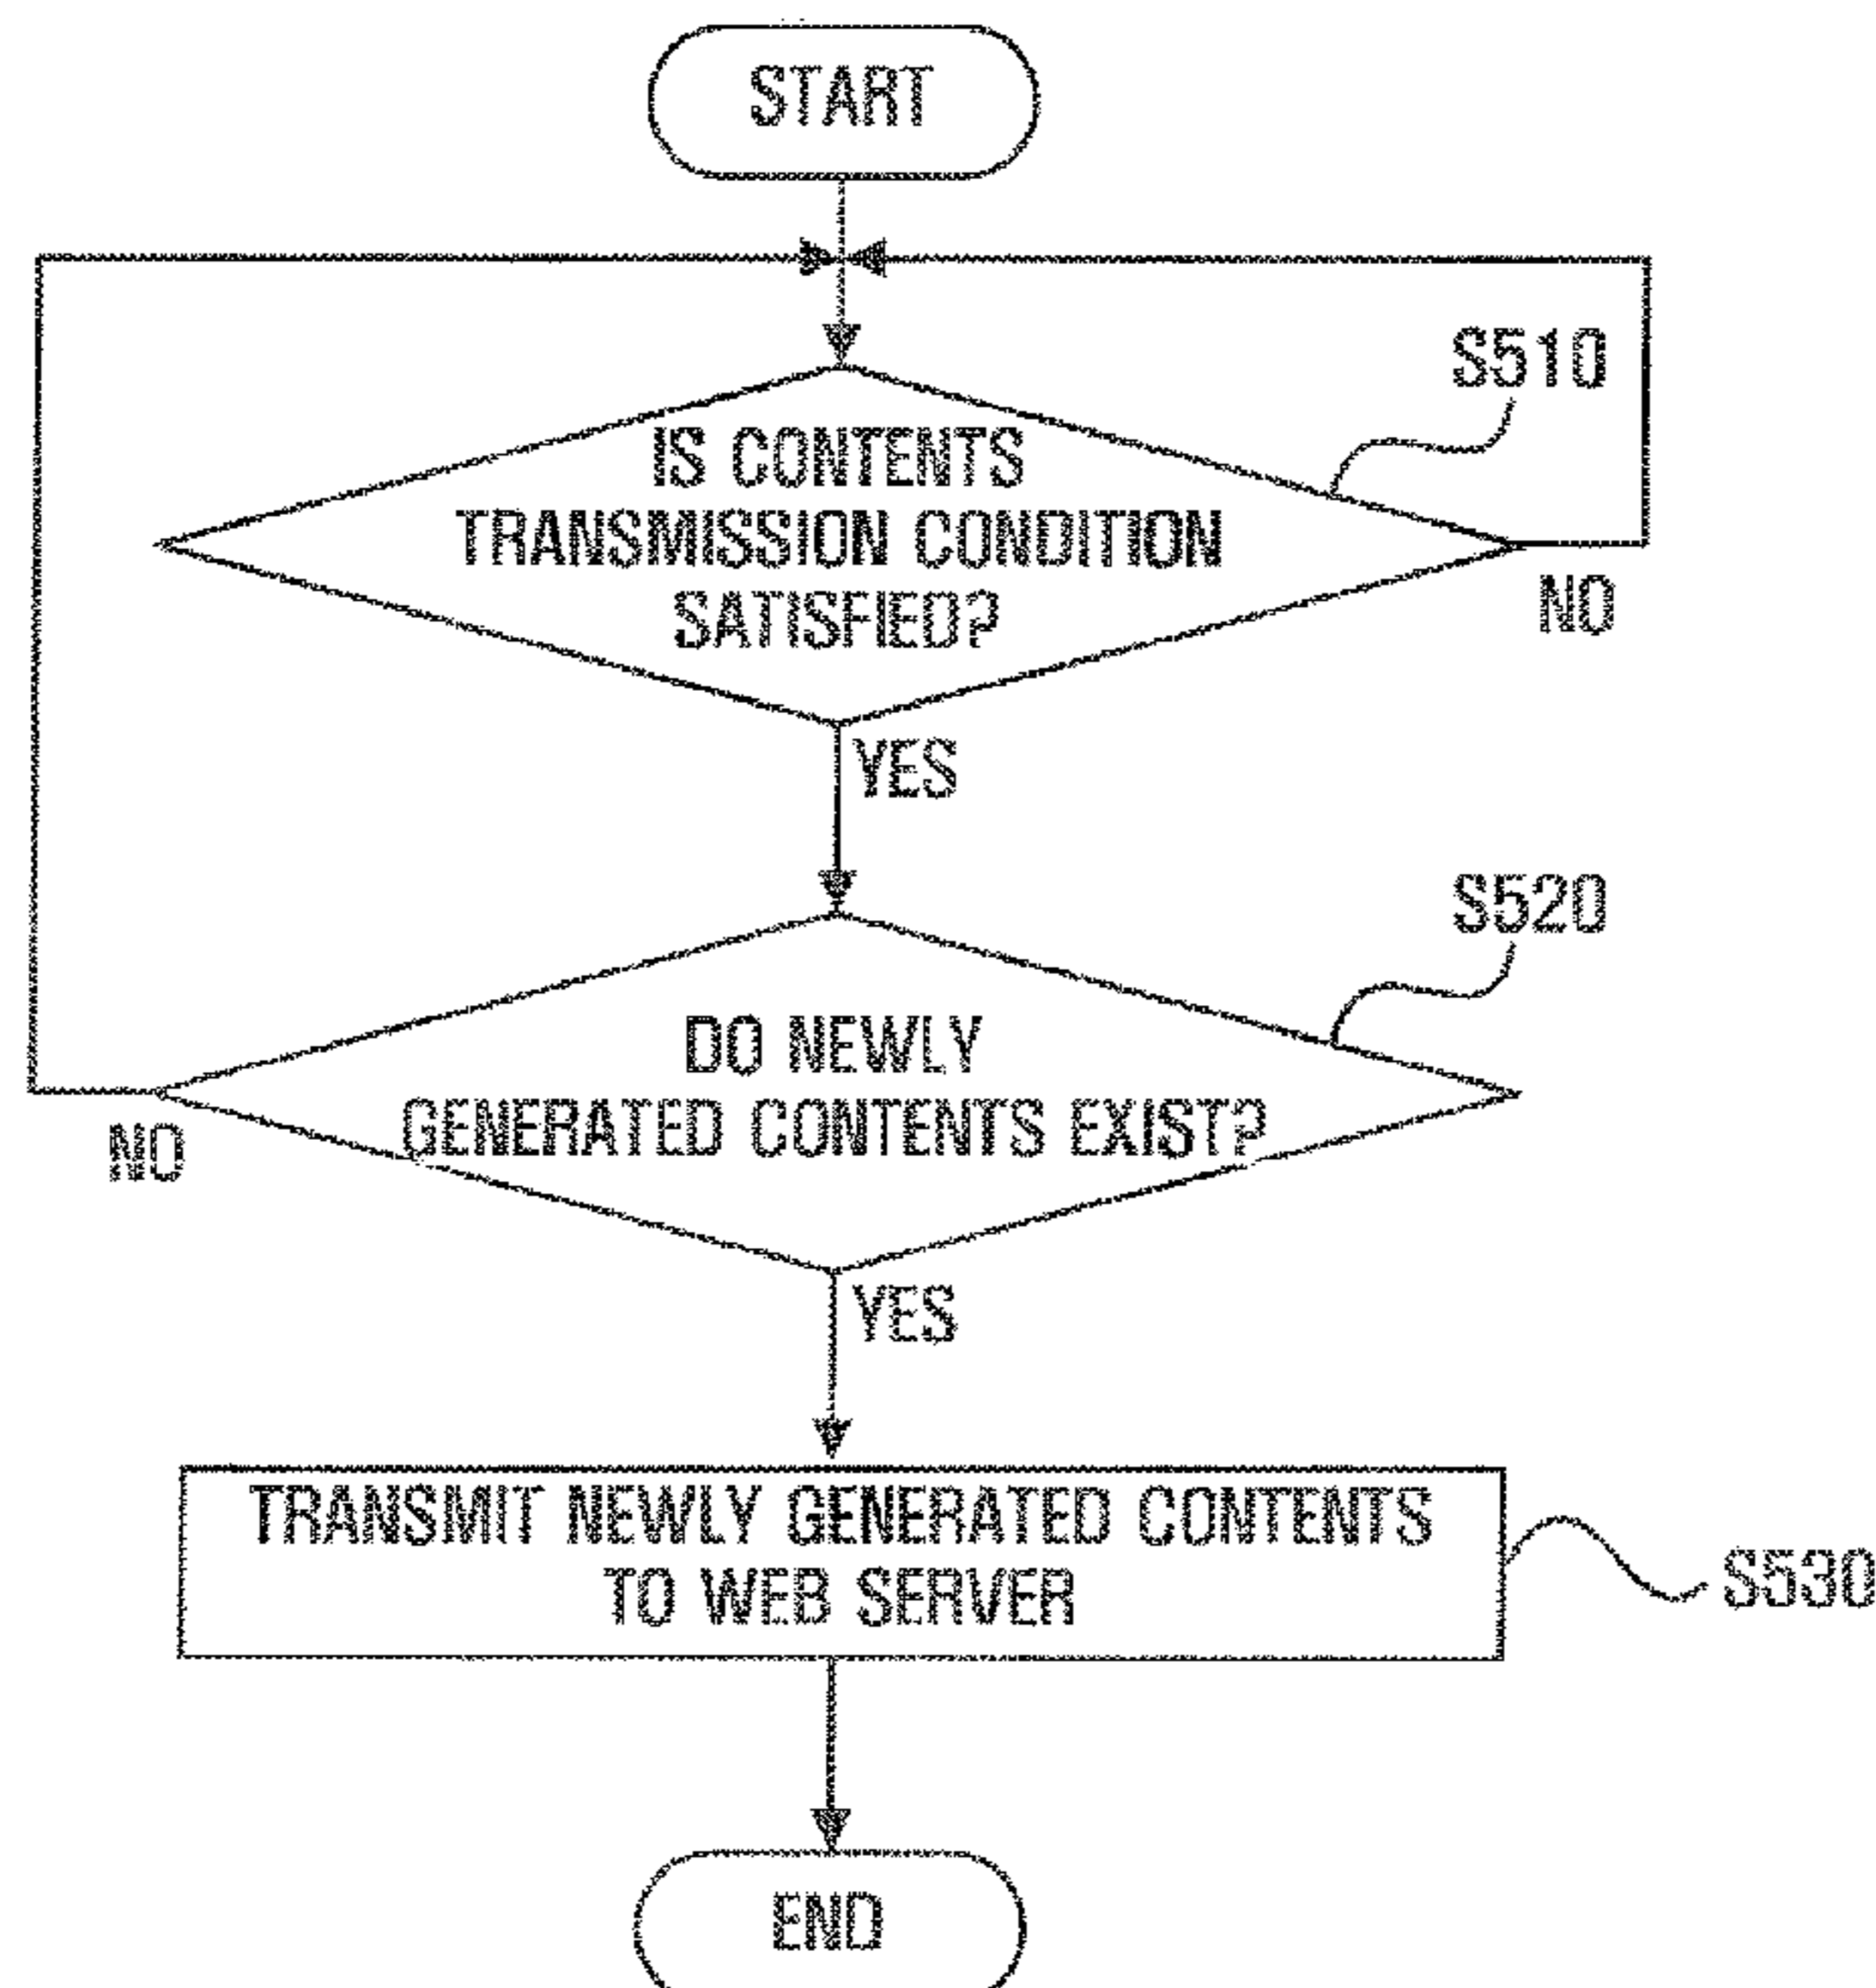 START
S510
IS CONTENTS
TRANSMISSION CONDITION
SATISFIED?
NO
YES
S520
DO NEWLY
GENERATED CONTENTS EXIST?
NO
YES
TRANSMIT NEWLY GENERATED CONTENTS
TO WEB SERVER
S530
END